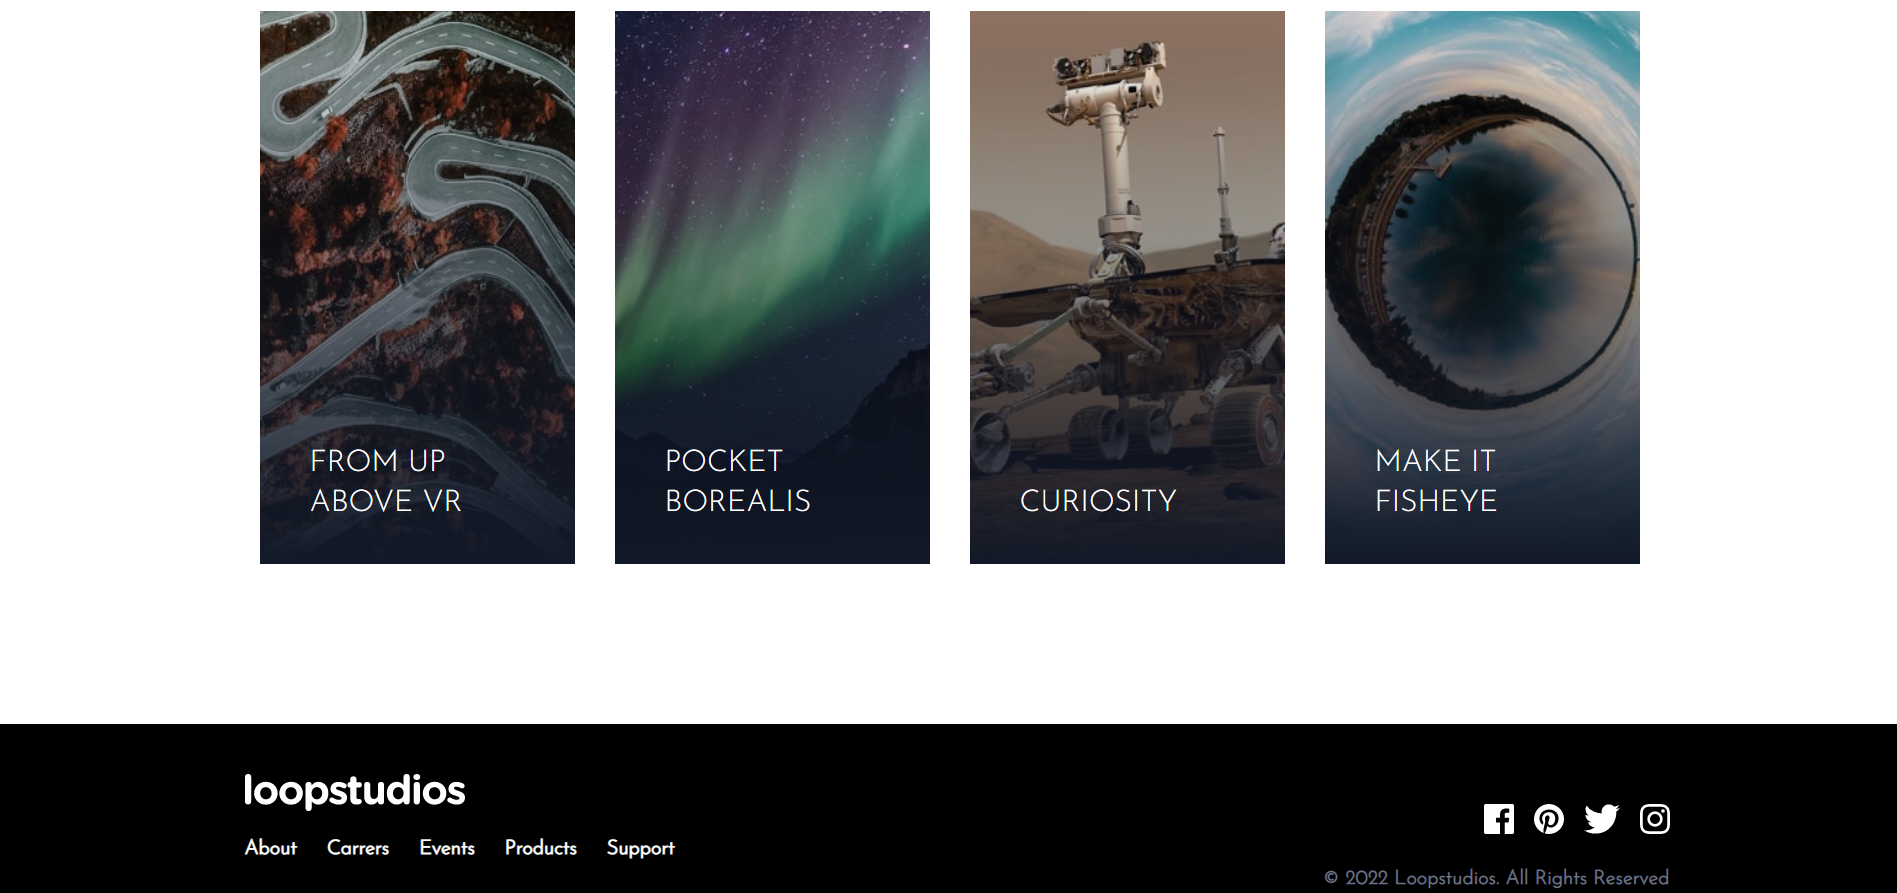 FROM UP
ABOVE VR
POCKET
BOREALIS
CURIOSITY
MAKE IT
FISHEYE
loopstudios
About Carrers Events Products Support
© 2022 Loopstudios. All Rights Reserved